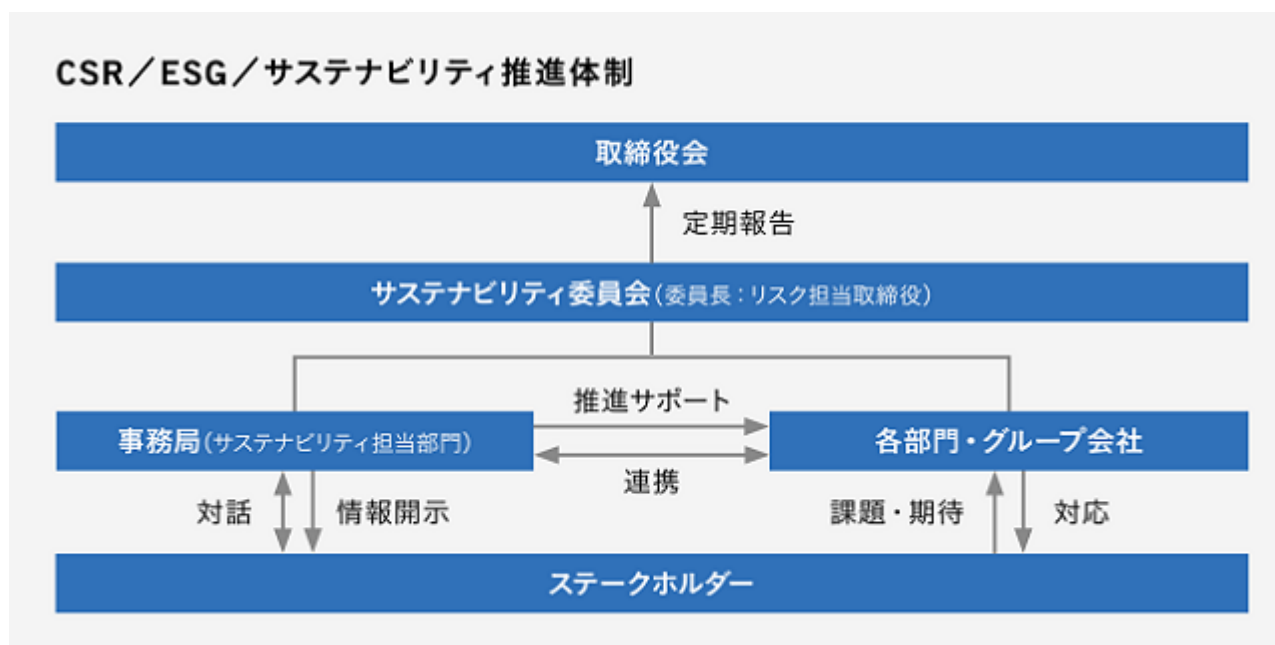 CSR／ESG／サステナビリティ推進体制
取締役会
定期報告
サステナビリティ委員会（委員長：リスク担当取締役）
推進サポート
事務局（サステナビリティ担当部門）
各部門・グループ会社
連携
対話
情報開示
課題・期待
対応
ステークホルダー